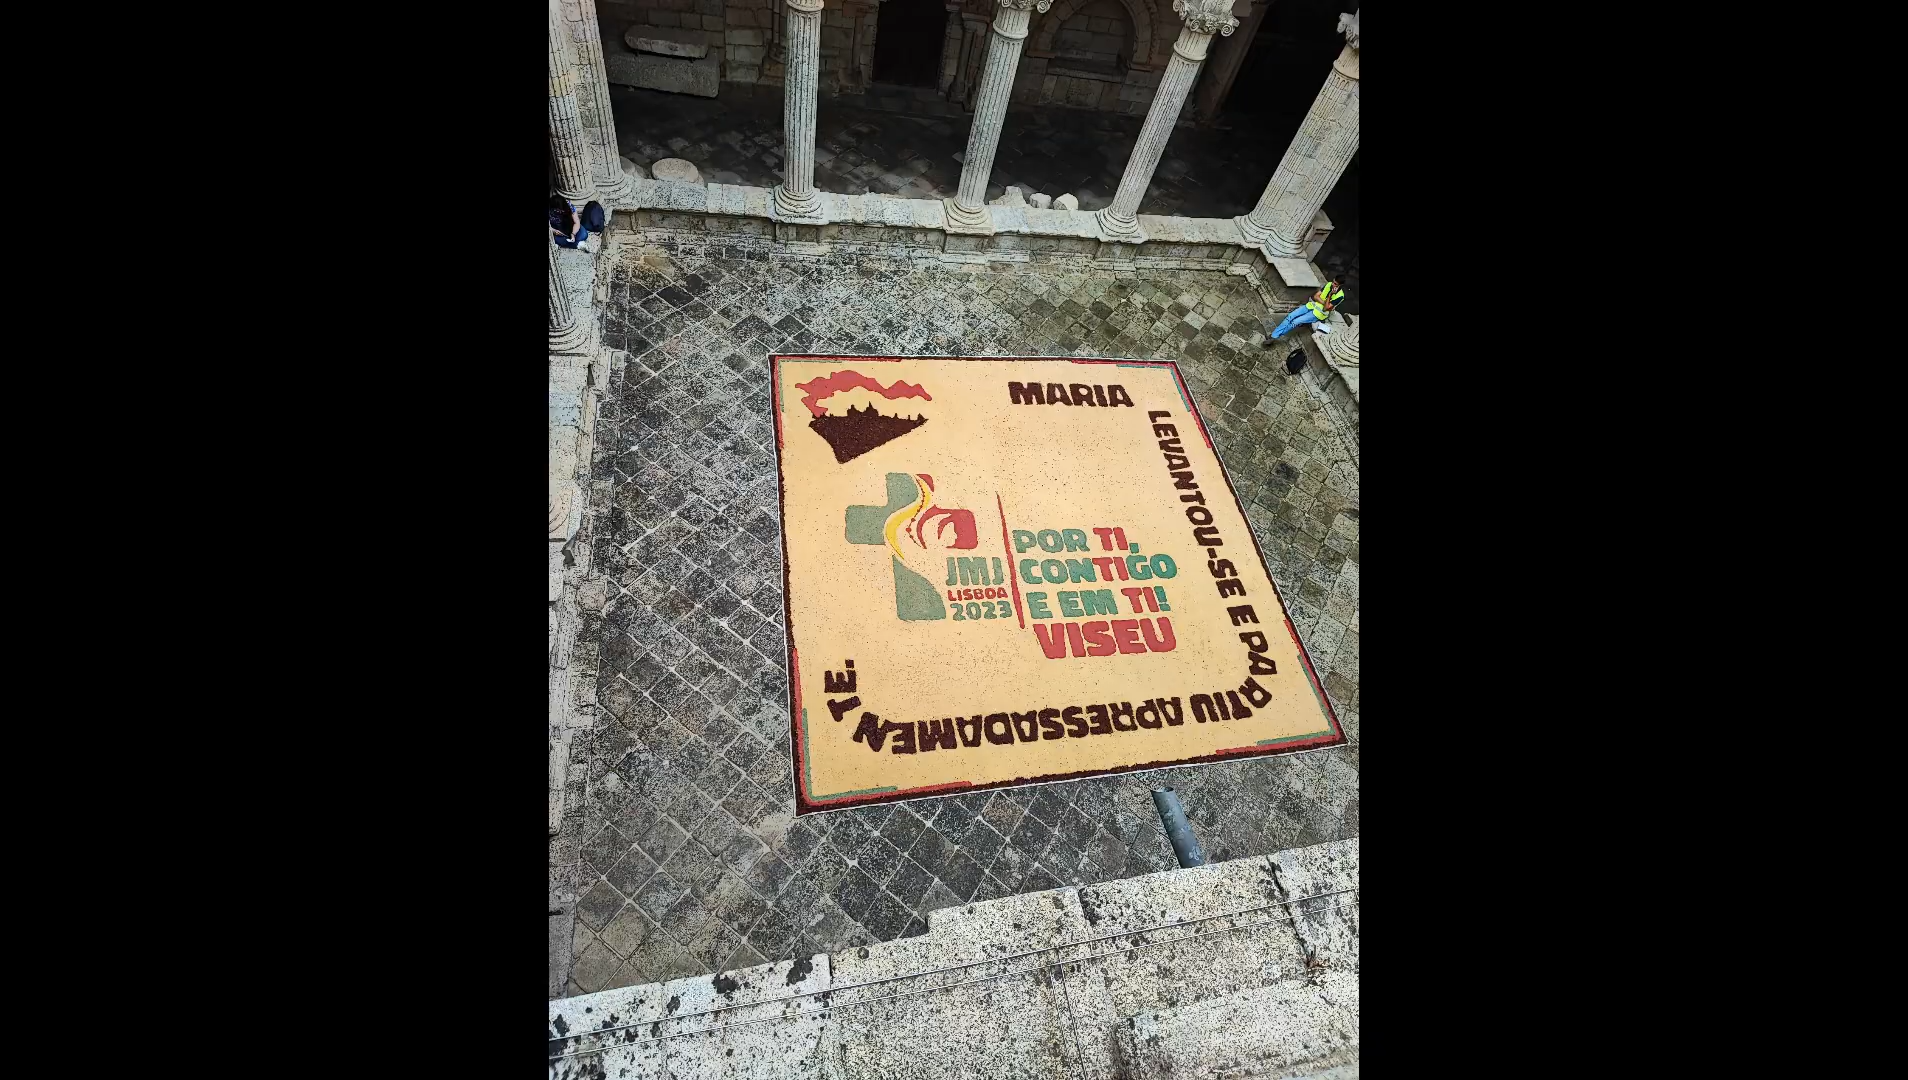 MARIA
LEVANTOU-SE E PARTIU APRESSADAMENTE.
JMJ
LISBOA
2023
POR TI,
CONTIGO
E EM TI!
VISEU